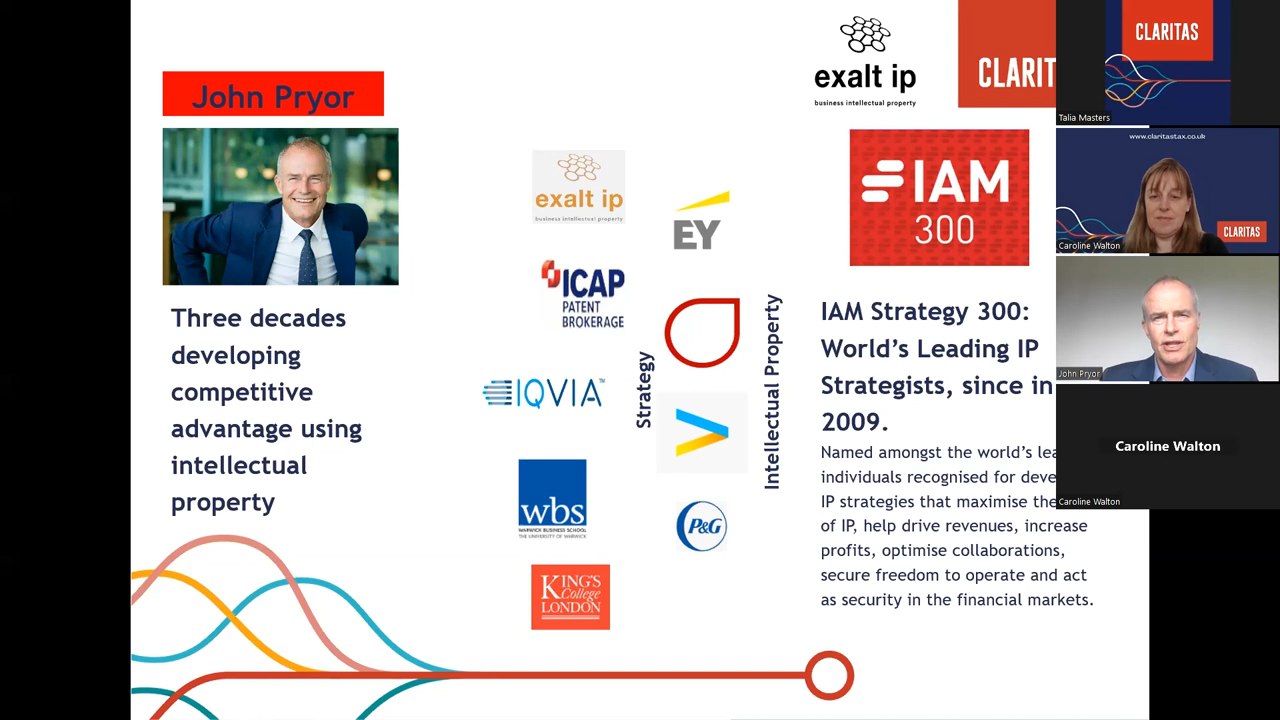 John Pryor
Three decades
developing
competitive
advantage using
intellectual
property
exalt ip
business intellectual property
ICAP
PATENT
BROKERAGE
IQVIA™
wbs
WARWICK BUSINESS SCHOOL
THE UNIVERSITY OF WARWICK
KING'S
College
LONDON
Strategy
EY
P&G
Intellectual Property
exalt ip
business intellectual property
CLARIT
IAM
300
IAM Strategy 300:
World's Leading IP
Strategists, since in
2009.
Named amongst the world's lea
individuals recognised for deve
IP strategies that maximise the
of IP, help drive revenues, increase
profits, optimise collaborations,
secure freedom to operate and act
as security in the financial markets.
CLARITAS
Talia Masters
www.claritastax.co.uk
CLARITAS
Caroline Walton
John Pryor
Caroline Walton
Caroline Walton